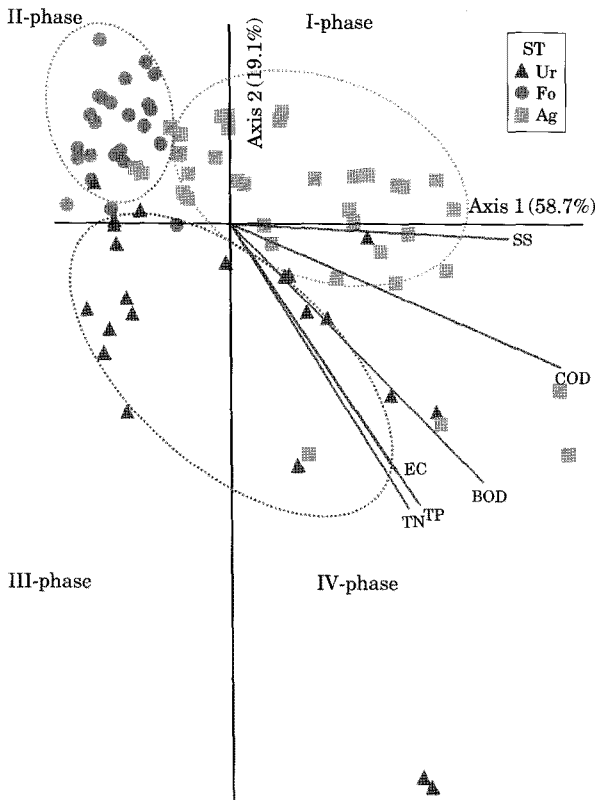 II-phase
I-phase
Axis 2 (19.1%)
ST
Ur
Fo
Ag
Axis 1 (58.7%)
SS
COD
EC
BOD
TN
TP
III-phase
IV-phase